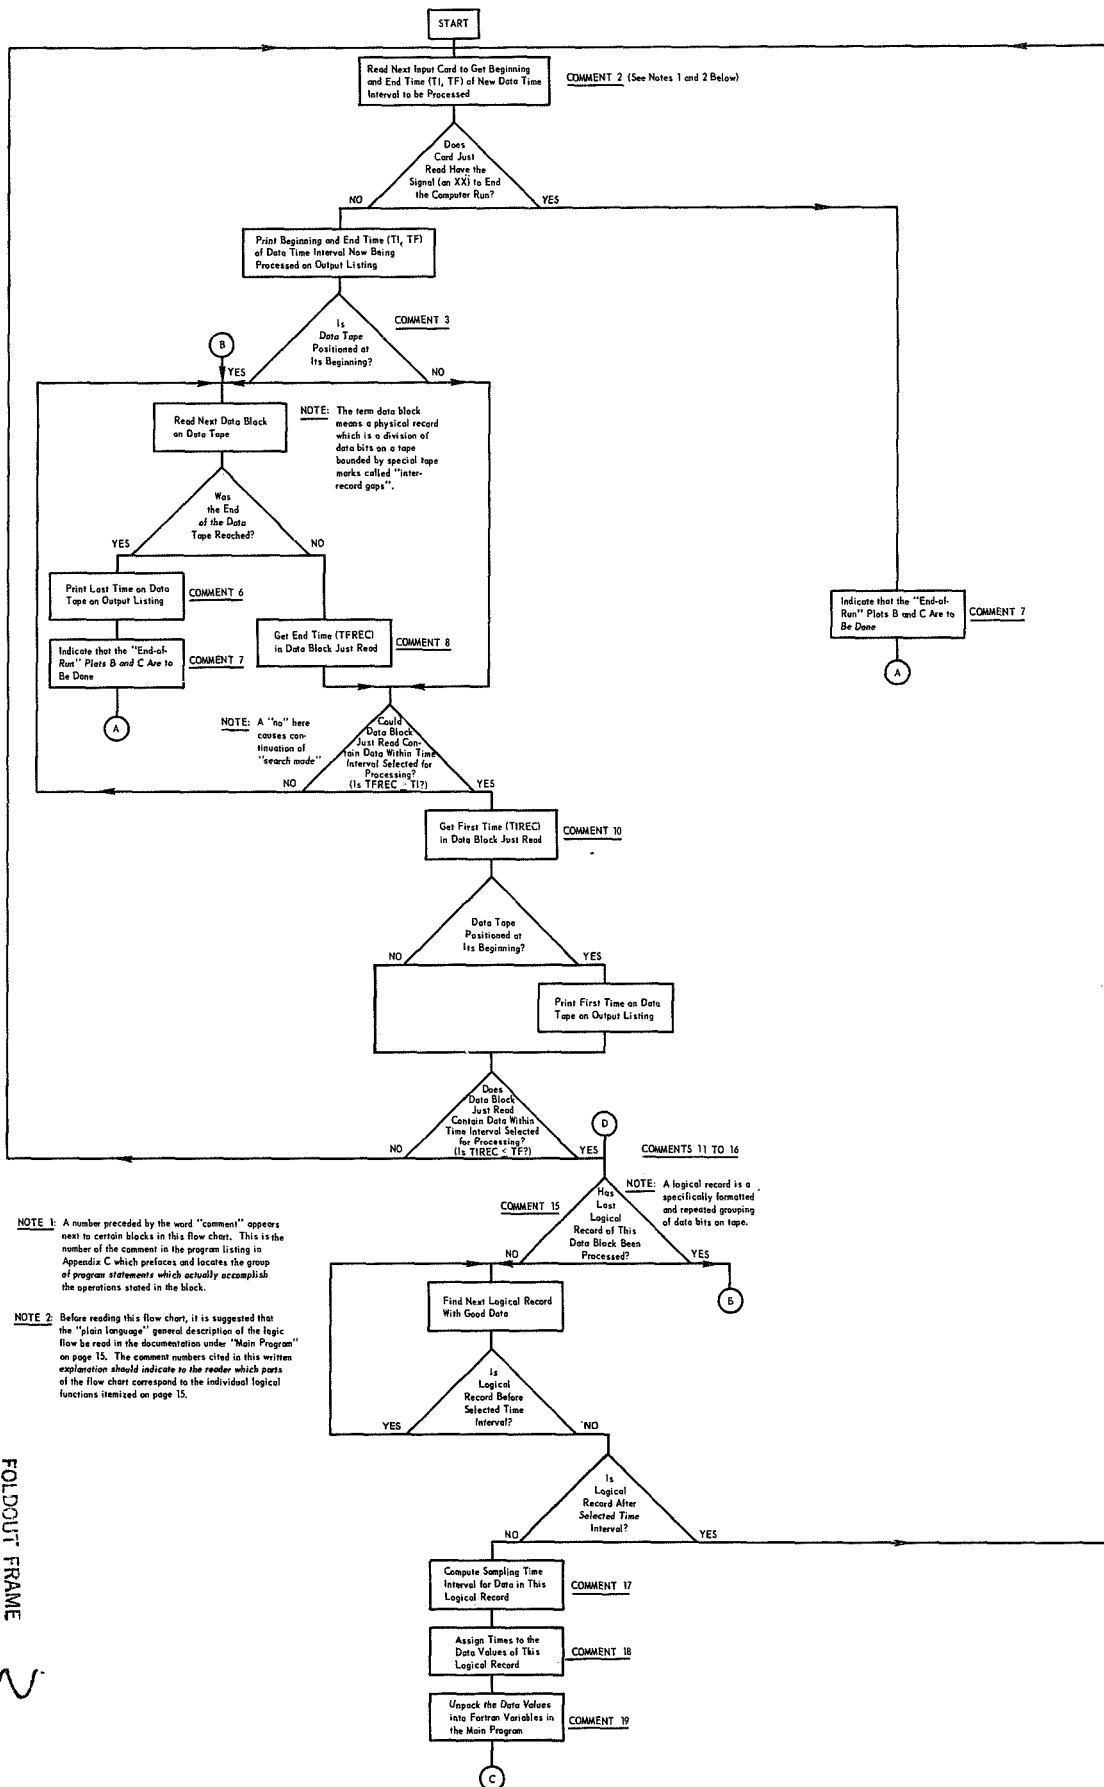 START
Read Next Input Card to Get Beginning
and End Time (TI, TF) of New Data Time
Interval to be Processed
COMMENT 2 (See Notes 1 and 2 Below)
Does
Card Just
Read Have the
Signal (an XX) to End
the Computer Run?
NO
YES
Print Beginning and End Time (TI, TF)
of Data Time Interval Now Being
Processed on Output Listing
COMMENT 3
Is
Data Tape
Positioned at
Its Beginning?
B
YES
NO
Read Next Data Block
on Data Tape
NOTE: The term data block
means a physical record
which is a division of
data bits on a tape
bounded by special tape
marks called "inter-
record gaps".
Was
the End
of the Data
Tape Reached?
YES
NO
Print Last Time on Data
Tape on Output Listing
COMMENT 6
Indicate that the "End-of-
Run" Plots B and C Are to
Be Done
COMMENT 7
A
Get End Time (TFREC)
in Data Block Just Read
COMMENT 8
Indicate that the "End-of-
Run" Plots B and C Are to
Be Done
COMMENT 7
A
NOTE: A "no" here
causes con-
tinuation of
"search mode"
Could
Data Block
Just Read Con-
tain Data Within Time
Interval Selected for
Processing?
(Is TFREC ≥ TI?)
NO
YES
Get First Time (TIREC)
in Data Block Just Read
COMMENT 10
Data Tape
Positioned at
Its Beginning?
NO
YES
Print First Time on Data
Tape on Output Listing
Does
Data Block
Just Read
Contain Data Within
Time Interval Selected
for Processing?
(Is TIREC ≤ TF?)
NO
YES
D
COMMENTS 11 TO 16
NOTE: A logical record is a
specifically formatted
and repeated grouping
of data bits on tape.
COMMENT 15
Has
Last
Logical
Record of This
Data Block Been
Processed?
NO
YES
B
NOTE 1: A number preceded by the word "comment" appears
next to certain blocks in this flow chart. This is the
number of the comment in the program listing in
Appendix C which prefaces and locates the group
of program statements which actually accomplish
the operations stated in the block.
NOTE 2: Before reading this flow chart, it is suggested that
the "plain language" general description of the logic
flow be read in the documentation under "Main Program"
on page 15. The comment numbers cited in this written
explanation should indicate to the reader which parts
of the flow chart correspond to the individual logical
functions itemized on page 15.
Find Next Logical Record
With Good Data
Is
Logical
Record Before
Selected Time
Interval?
YES
NO
Is
Logical
Record After
Selected Time
Interval?
NO
YES
Compute Sampling Time
Interval for Data in This
Logical Record
COMMENT 17
Assign Times to the
Data Values of This
Logical Record
COMMENT 18
Unpack the Data Values
into Fortran Variables in
the Main Program
COMMENT 19
C
FOLDOUT FRAME